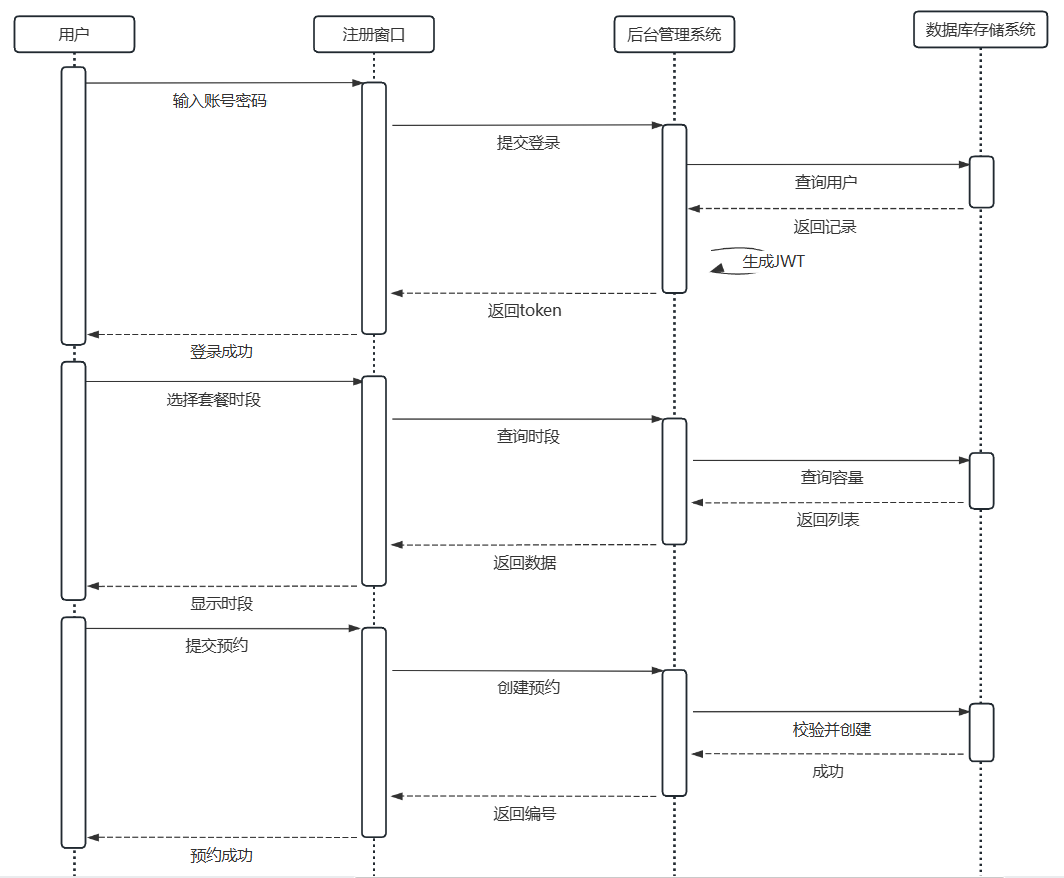 用户
注册窗口
后台管理系统
数据库存储系统
输入账号密码
提交登录
查询用户
返回记录
生成JWT
返回token
登录成功
选择套餐时段
查询时段
查询容量
返回列表
返回数据
显示时段
提交预约
创建预约
校验并创建
成功
返回编号
预约成功